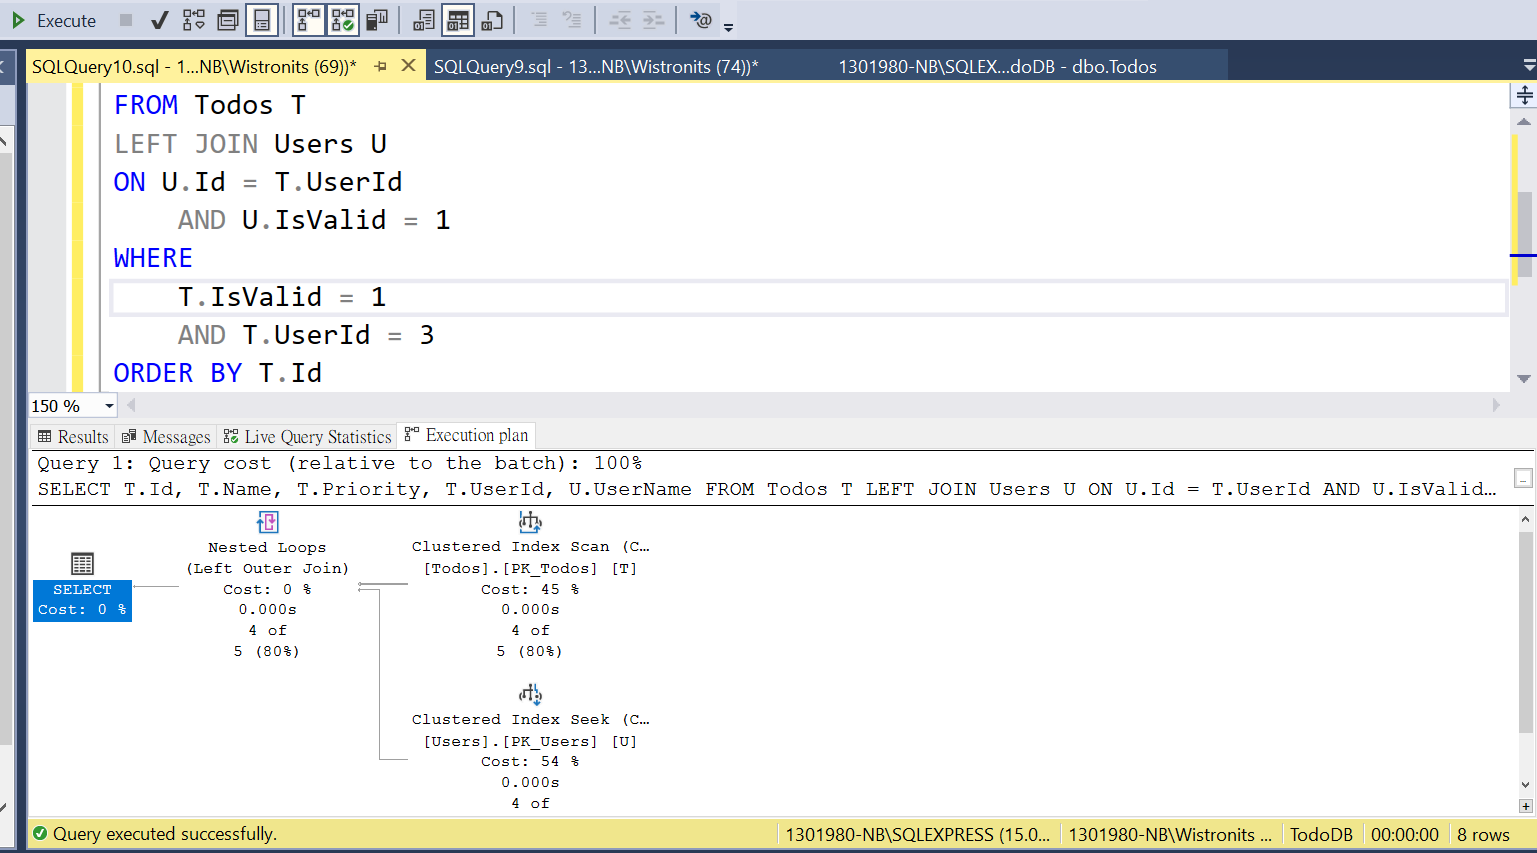 Execute
SQLQuery10.sql - 1...NB\Wistronits (69))*
SQLQuery9.sql - 13...NB\Wistronits (74))*
1301980-NB\SQLEX...doDB - dbo.Todos
FROM Todos T
LEFT JOIN Users U
ON U.Id = T.UserId
AND U.IsValid = 1
WHERE
T.IsValid = 1
AND T.UserId = 3
ORDER BY T.Id
150 %
Results Messages Live Query Statistics Execution plan
Query 1: Query cost (relative to the batch): 100%
SELECT T.Id, T.Name, T.Priority, T.UserId, U.UserName FROM Todos T LEFT JOIN Users U ON U.Id = T.UserId AND U.IsValid...
SELECT
Cost: 0 %
Nested Loops
(Left Outer Join)
Cost: 0 %
0.000s
4 of
5 (80%)
Clustered Index Scan (C...
[Todos].[PK_Todos] [T]
Cost: 45 %
0.000s
4 of
5 (80%)
Clustered Index Seek (C...
[Users].[PK_Users] [U]
Cost: 54 %
0.000s
4 of
Query executed successfully.
1301980-NB\SQLEXPRESS (15.0...
1301980-NB\Wistronits ...
TodoDB
00:00:00
8 rows